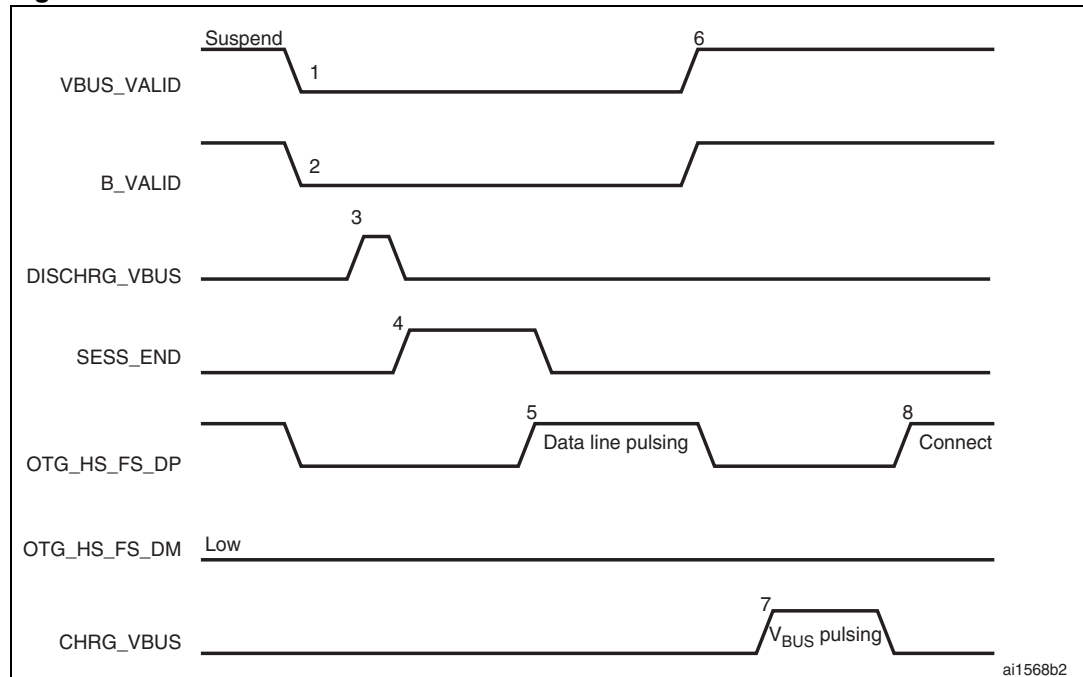 Suspend
6
VBUS_VALID
1
B_VALID
2
3
DISCHRG_VBUS
4
SESS_END
5
8
Data line pulsing
Connect
OTG_HS_FS_DP
OTG_HS_FS_DM
Low
7
CHRG_VBUS
VBUS pulsing
ai1568b2